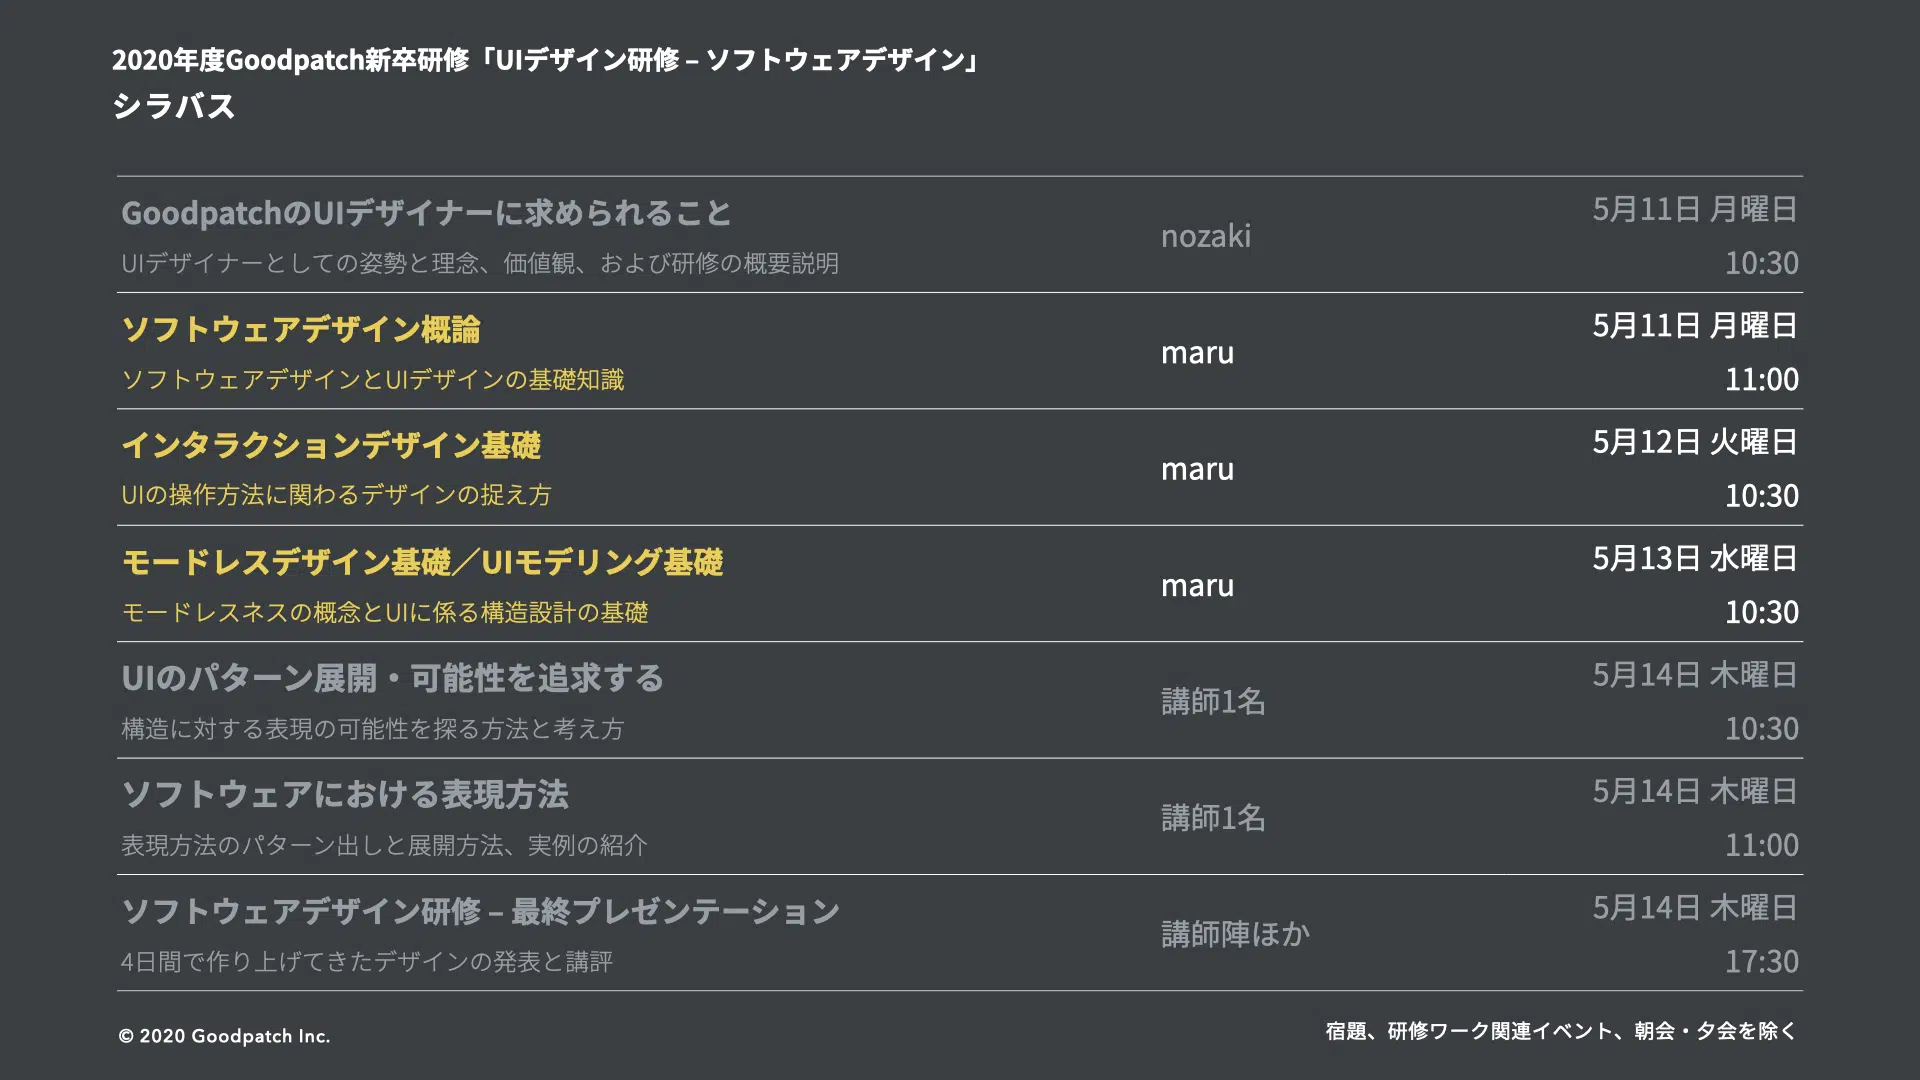 2020年度Goodpatch新卒研修「UIデザイン研修 – ソフトウェアデザイン」
シラバス
GoodpatchのUIデザイナーに求められること
UIデザイナーとしての姿勢と理念、価値観、および研修の概要説明
nozaki
5月11日 月曜日
10:30
ソフトウェアデザイン概論
ソフトウェアデザインとUIデザインの基礎知識
maru
5月11日 月曜日
11:00
インタラクションデザイン基礎
UIの操作方法に関わるデザインの捉え方
maru
5月12日 火曜日
10:30
モードレスデザイン基礎／UIモデリング基礎
モードレスネスの概念とUIに係る構造設計の基礎
maru
5月13日 水曜日
10:30
UIのパターン展開・可能性を追求する
構造に対する表現の可能性を探る方法と考え方
講師1名
5月14日 木曜日
10:30
ソフトウェアにおける表現方法
表現方法のパターン出しと展開方法、実例の紹介
講師1名
5月14日 木曜日
11:00
ソフトウェアデザイン研修 – 最終プレゼンテーション
4日間で作り上げてきたデザインの発表と講評
講師陣ほか
5月14日 木曜日
17:30
© 2020 Goodpatch Inc.
宿題、研修ワーク関連イベント、朝会・夕会を除く